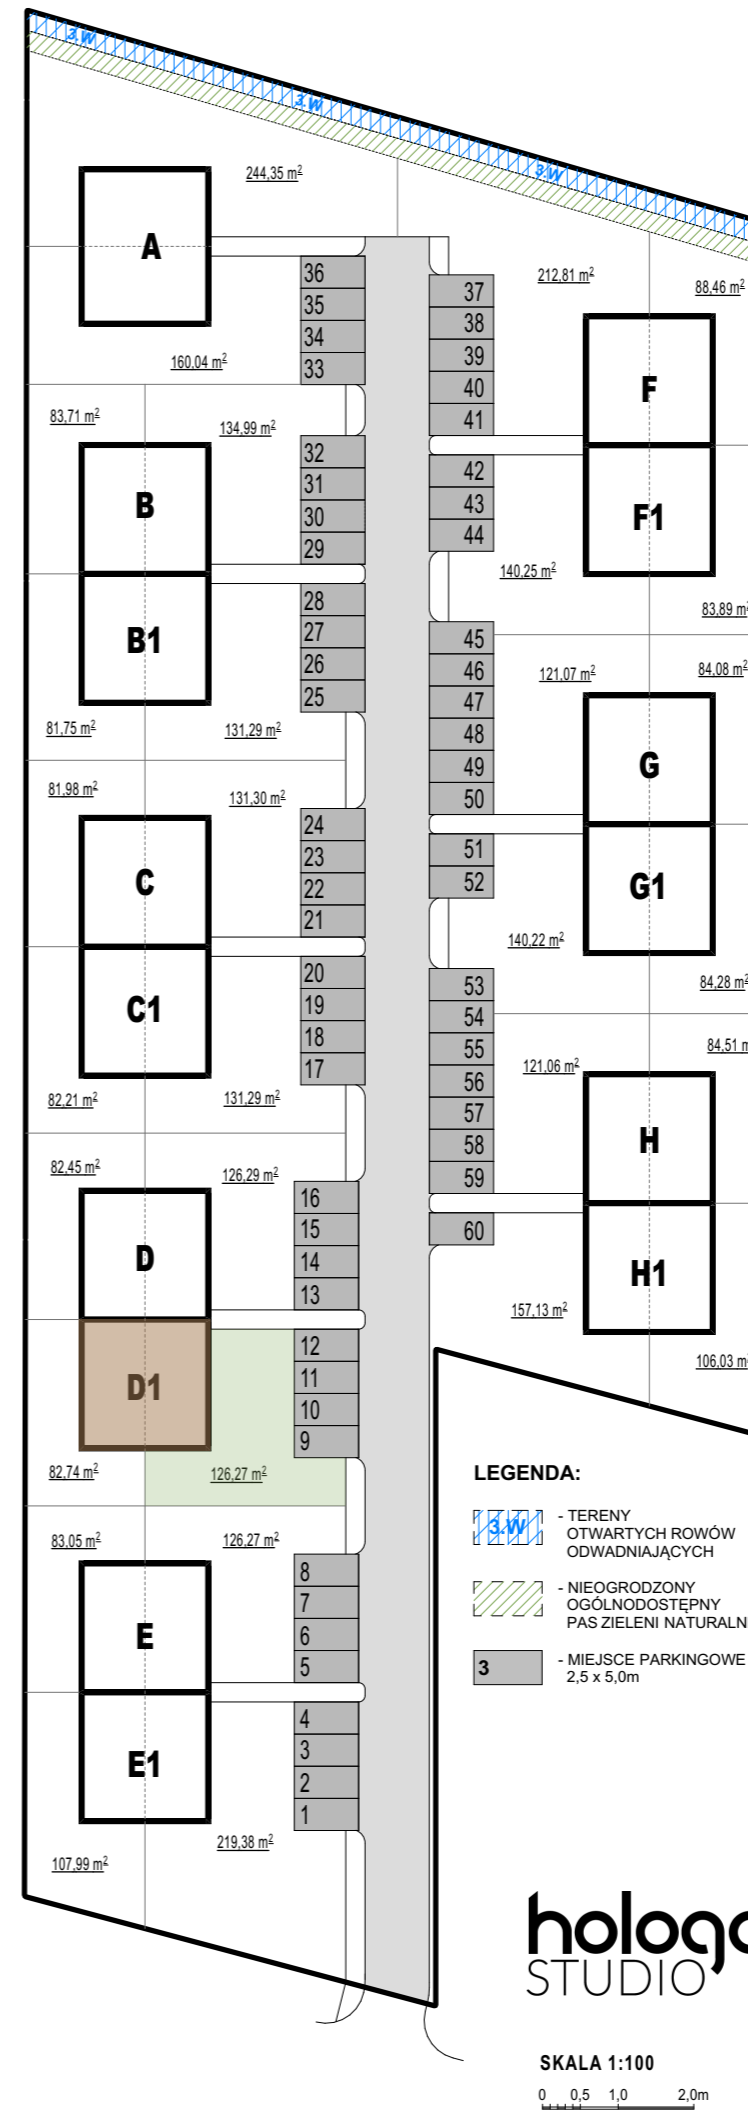 3.W
3.W
3.W
244,35 m²
A
160,04 m²
36
35
34
33
37
38
39
40
41
212,81 m²
88,46 m²
F
83,71 m²
134,99 m²
B
32
31
30
29
42
43
44
F1
140,25 m²
83,89 m²
B1
28
27
26
25
81,75 m²
131,29 m²
45
46
47
48
49
50
121,07 m²
84,08 m²
G
81,98 m²
131,30 m²
C
24
23
22
21
51
52
G1
140,22 m²
84,28 m²
C1
20
19
18
17
82,21 m²
131,29 m²
53
54
55
56
57
58
59
121,06 m²
84,51 m
H
82,45 m²
126,29 m²
D
16
15
14
13
60
H1
157,13 m²
106,03 m²
D1
12
11
10
9
82,74 m²
126,27 m²
83,05 m²
126,27 m²
E
8
7
6
5
E1
4
3
2
1
107,99 m²
219,38 m²
LEGENDA:
3.W
- TERENY
OTWARTYCH ROWÓW
ODWADNIAJĄCYCH
- NIEOGRODZONY
OGÓLNODOSTĘPNY
PAS ZIELENI NATURALN
3
- MIEJSCE PARKINGOWE
2,5 x 5,0m
STUDIO
SKALA 1:100
0 0,5 1,0 2,0m